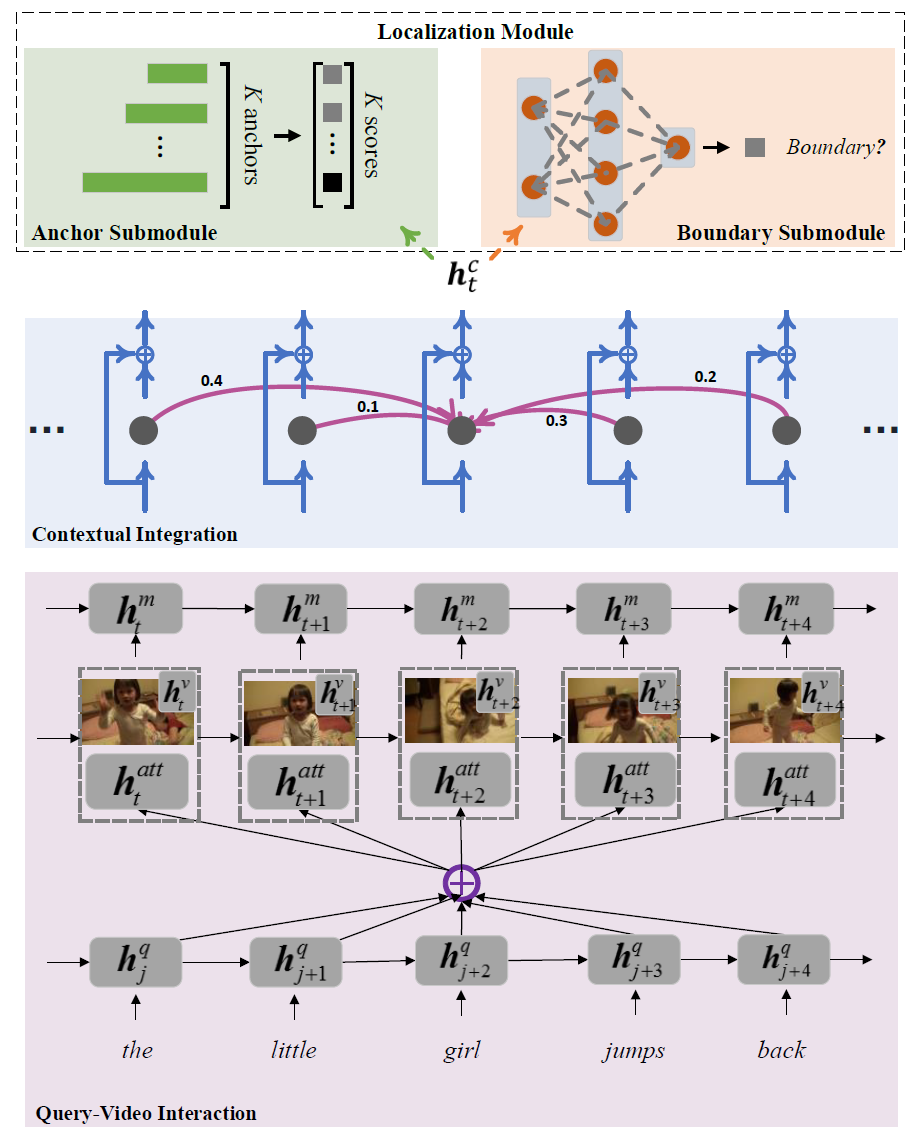 Localization Module
K anchors
...
K scores
...
Boundary?
Anchor Submodule
Boundary Submodule
h_t^c
0.4
0.1
0.3
0.2
...
...
Contextual Integration
h_t^m
h_{t+1}^m
h_{t+2}^m
h_{t+3}^m
h_{t+4}^m
h_t^v
h_{t+1}^v
h_{t+2}^v
h_{t+3}^v
h_{t+4}^v
h_t^{att}
h_{t+1}^{att}
h_{t+2}^{att}
h_{t+3}^{att}
h_{t+4}^{att}
h_j^q
h_{j+1}^q
h_{j+2}^q
h_{j+3}^q
h_{j+4}^q
the little girl jumps back
Query-Video Interaction